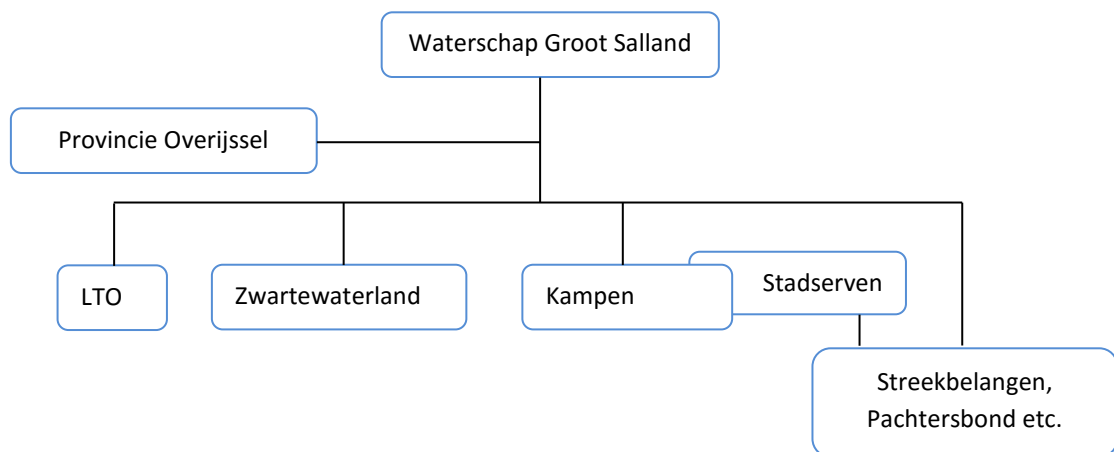 Waterschap Groot Salland
Provincie Overijssel
LTO
Zwartewaterland
Kampen
Stadserven
Streekbelangen,
Pachtersbond etc.